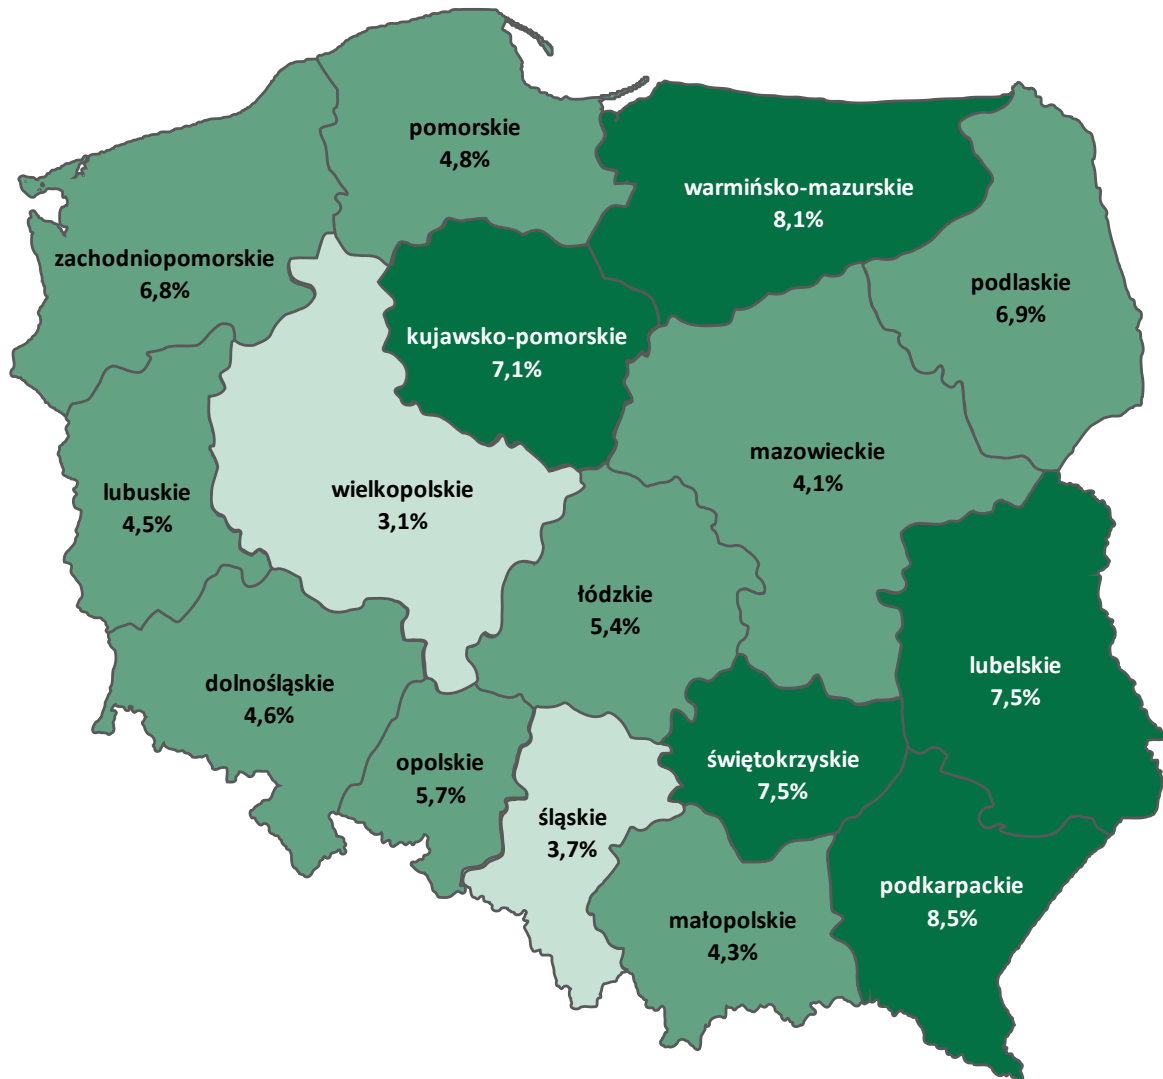 pomorskie
4,8%
warmińsko-mazurskie
8,1%
zachodniopomorskie
6,8%
podlaskie
6,9%
kujawsko-pomorskie
7,1%
mazowieckie
4,1%
wielkopolskie
3,1%
lubuskie
4,5%
łódzkie
5,4%
lubelskie
7,5%
dolnośląskie
4,6%
opolskie
5,7%
świętokrzyskie
7,5%
śląskie
3,7%
podkarpackie
8,5%
małopolskie
4,3%